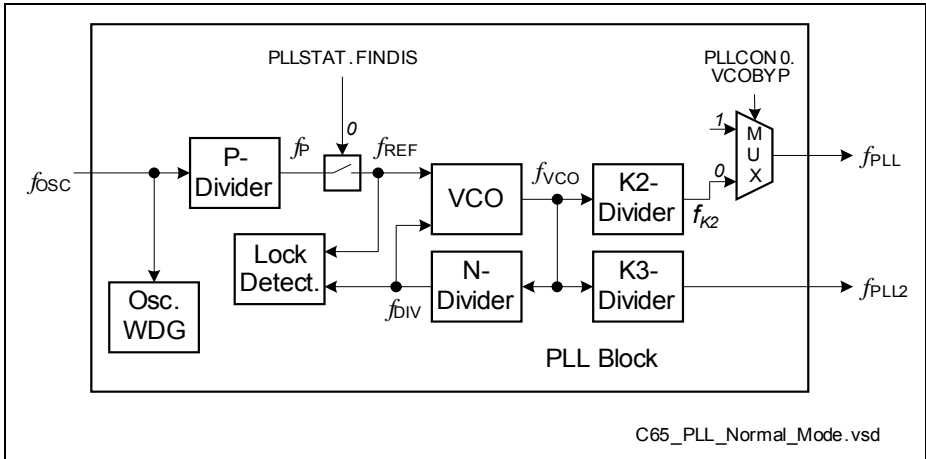 PLLSTAT.FINDIS
PLLCON0.
VCOBYP
0
1
0
MUX
fOSC
P-
Divider
fP
fREF
VCO
fVCO
K2-
Divider
fK2
fPLL
Lock
Detect.
fDIV
N-
Divider
K3-
Divider
fPLL2
Osc.
WDG
PLL Block
C65_PLL_Normal_Mode.vsd